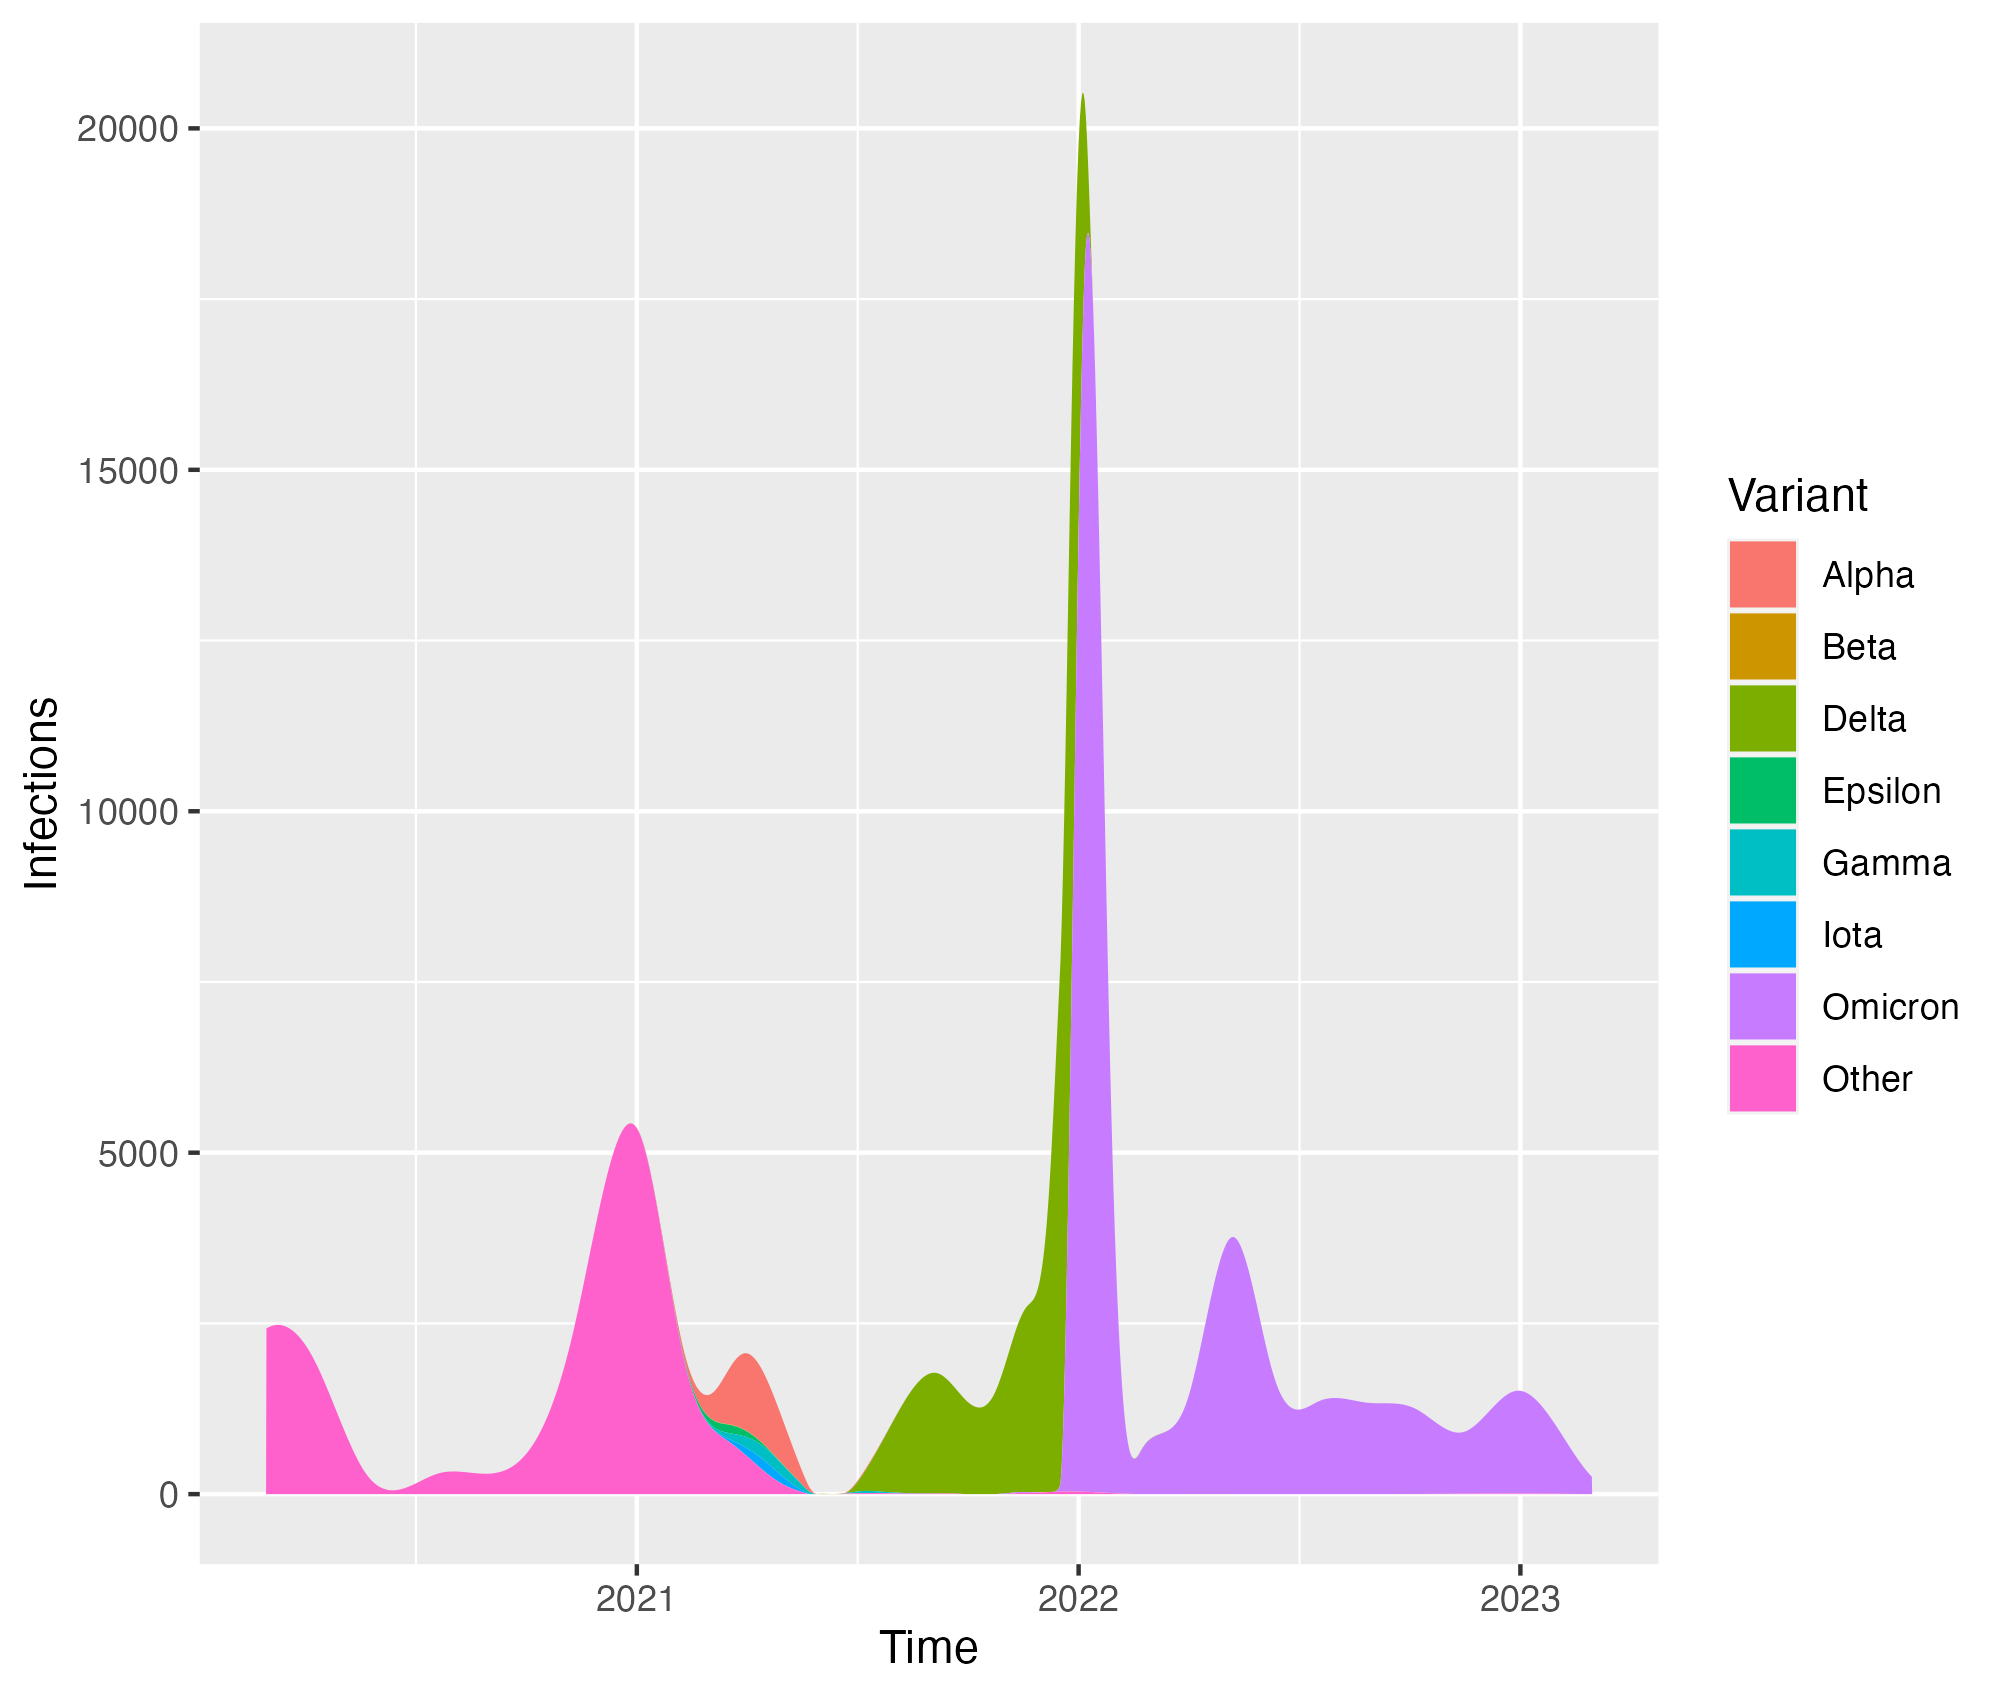 20000
15000
10000
5000
0
Infections
2021 2022 2023
Time
Variant
Alpha
Beta
Delta
Epsilon
Gamma
Iota
Omicron
Other